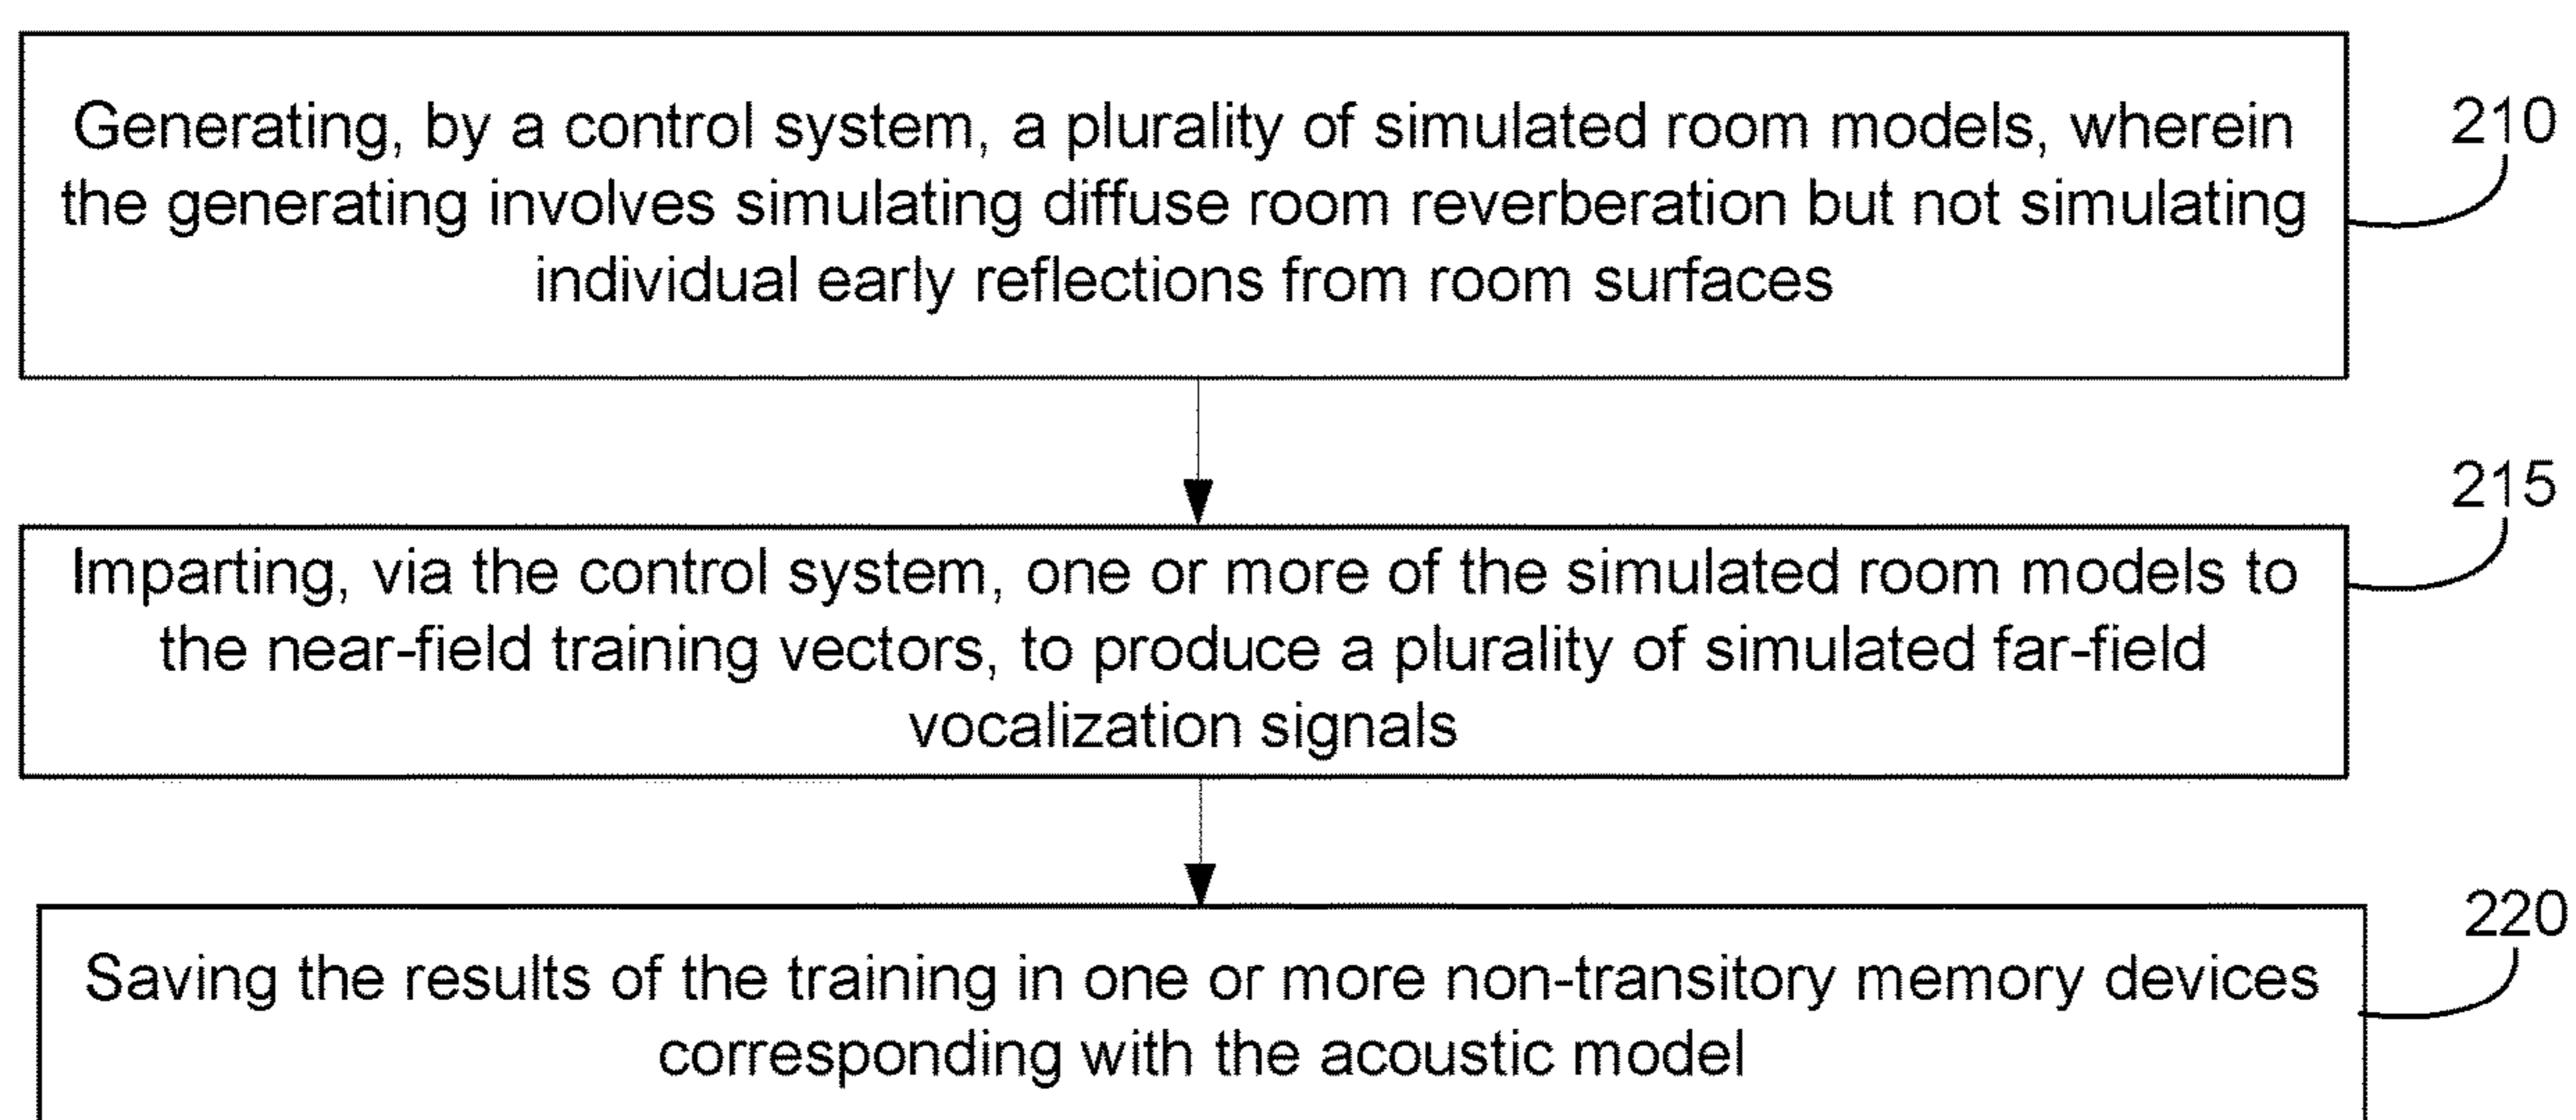 Generating, by a control system, a plurality of simulated room models, wherein
the generating involves simulating diffuse room reverberation but not simulating
individual early reflections from room surfaces
210
Imparting, via the control system, one or more of the simulated room models to
the near-field training vectors, to produce a plurality of simulated far-field
vocalization signals
215
Saving the results of the training in one or more non-transitory memory devices
corresponding with the acoustic model
220